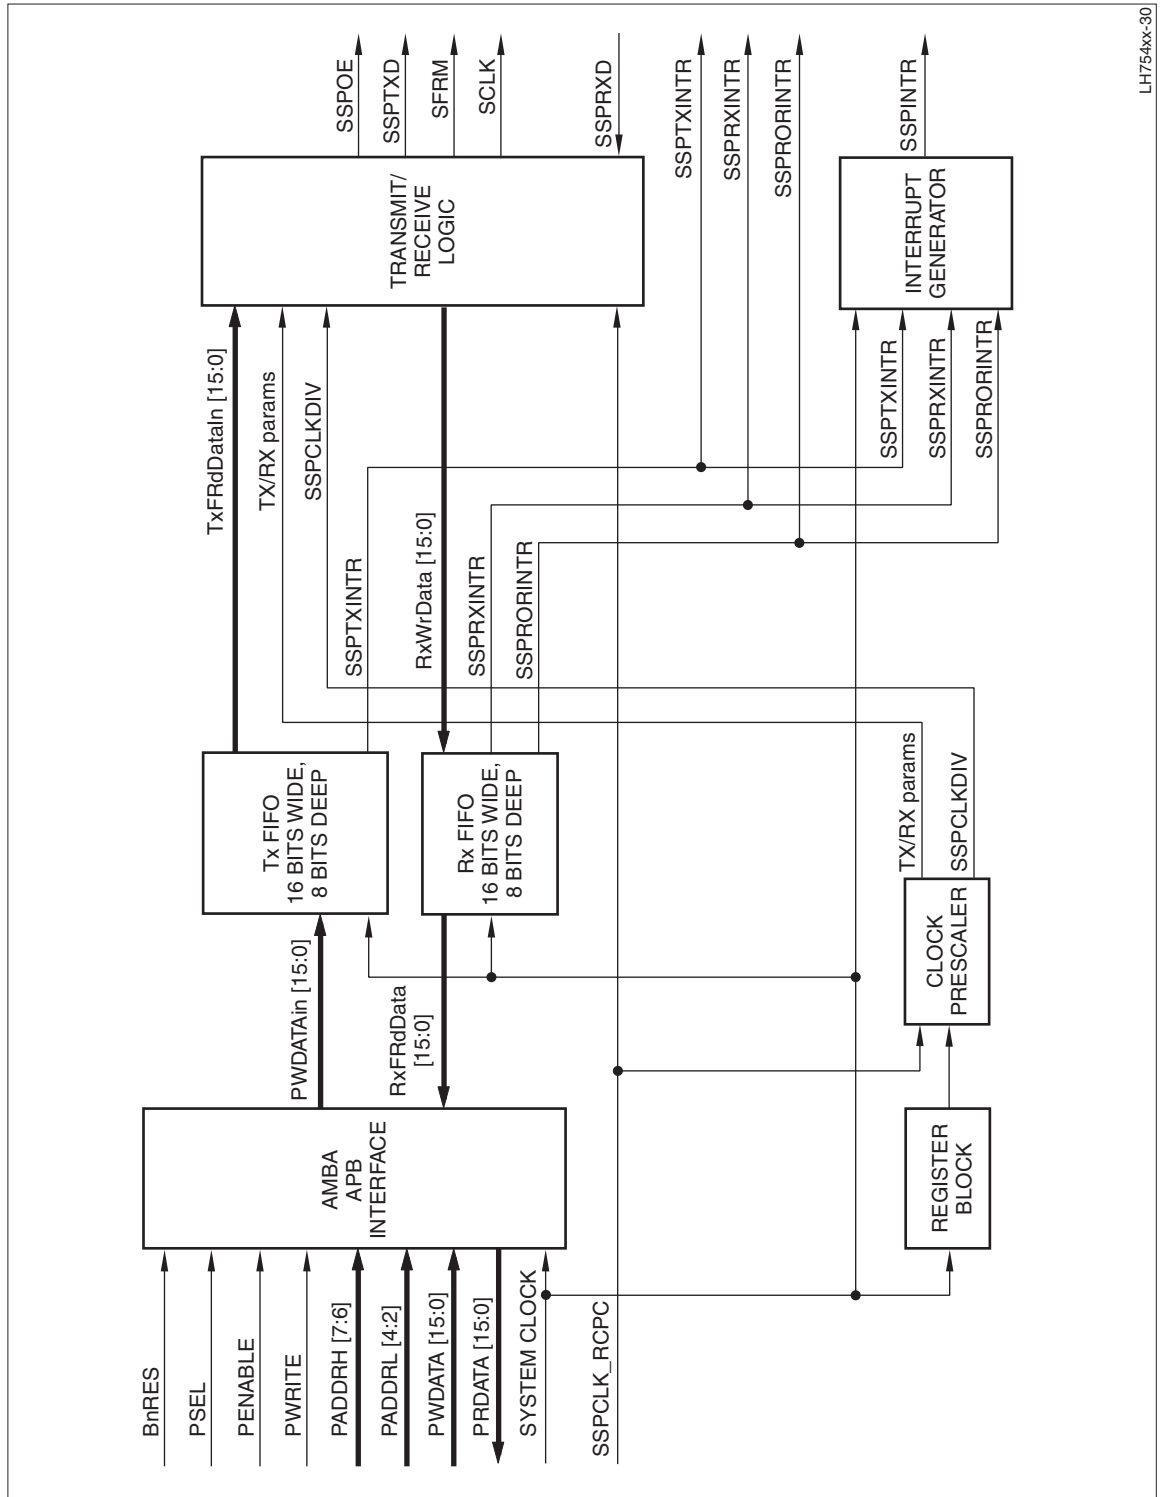 BnRES
PSEL
PENABLE
PWRITE
PADDRH [7:6]
PADDRL [4:2]
PWDATA [15:0]
PRDATA [15:0]
SYSTEM CLOCK
SSPCLK_RCPC
AMBA
APB
INTERFACE
REGISTER
BLOCK
PWDATAin [15:0]
RxFRdData
[15:0]
Tx FIFO
16 BITS WIDE,
8 BITS DEEP
Rx FIFO
16 BITS WIDE,
8 BITS DEEP
CLOCK
PRESCALER
TX/RX params
SSPCLKDIV
TxFRdDataIn [15:0]
TX/RX params
SSPCLKDIV
SSPTXINTR
RxWrData [15:0]
SSPRXINTR
SSPRORINTR
TRANSMIT/
RECEIVE
LOGIC
SSPTXINTR
SSPRXINTR
SSPRORINTR
INTERRUPT
GENERATOR
SSPOE
SSPTXD
SFRM
SCLK
SSPRXD
SSPTXINTR
SSPRXINTR
SSPRORINTR
SSPINTR
LH754xx-30